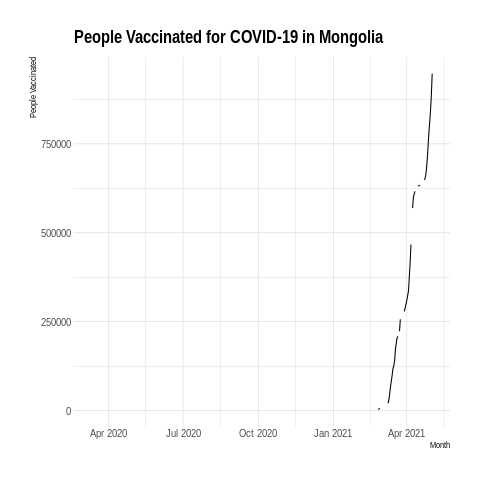 People Vaccinated for COVID-19 in Mongolia
People Vaccinated
750000
500000
250000
0
Apr 2020 Jul 2020 Oct 2020 Jan 2021 Apr 2021
Month